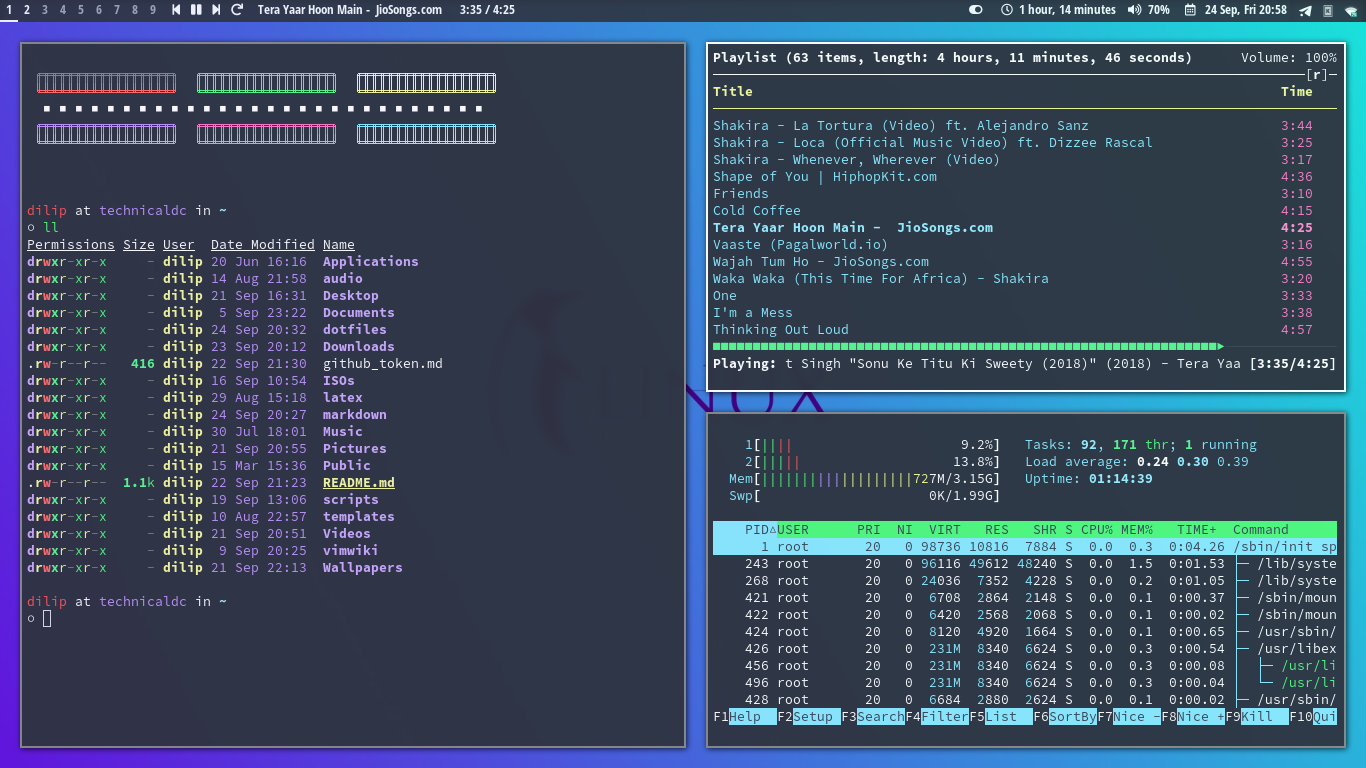 1 2 3 4 5 6 7 8 9 Tera Yaar Hoon Main - JioSongs.com 3:35 / 4:25 1 hour, 14 minutes 70% 24 Sep, Fri 20:58
dilip at technicaldc in ~
○ ll
Permissions Size User Date Modified Name
drwxr-xr-x - dilip 20 Jun 16:16 Applications
drwxr-xr-x - dilip 14 Aug 21:58 audio
drwxr-xr-x - dilip 21 Sep 16:31 Desktop
drwxr-xr-x - dilip 5 Sep 23:22 Documents
drwxr-xr-x - dilip 24 Sep 20:32 dotfiles
drwxr-xr-x - dilip 23 Sep 20:12 Downloads
.rw-r--r-- 416 dilip 22 Sep 21:30 github_token.md
drwxr-xr-x - dilip 16 Sep 10:54 ISOs
drwxr-xr-x - dilip 29 Aug 15:18 latex
drwxr-xr-x - dilip 24 Sep 20:27 markdown
drwxr-xr-x - dilip 30 Jul 18:01 Music
drwxr-xr-x - dilip 21 Sep 20:55 Pictures
drwxr-xr-x - dilip 15 Mar 15:36 Public
.rw-r--r-- 1.1k dilip 22 Sep 21:23 README.md
drwxr-xr-x - dilip 19 Sep 13:06 scripts
drwxr-xr-x - dilip 10 Aug 22:57 templates
drwxr-xr-x - dilip 21 Sep 20:51 Videos
drwxr-xr-x - dilip 9 Sep 20:25 vimwiki
drwxr-xr-x - dilip 21 Sep 22:13 Wallpapers
dilip at technicaldc in ~
○
Playlist (63 items, length: 4 hours, 11 minutes, 46 seconds) Volume: 100%
[r]
Title Time
Shakira - La Tortura (Video) ft. Alejandro Sanz 3:44
Shakira - Loca (Official Music Video) ft. Dizzee Rascal 3:25
Shakira - Whenever, Wherever (Video) 3:17
Shape of You | HiphopKit.com 4:36
Friends 3:10
Cold Coffee 4:15
Tera Yaar Hoon Main - JioSongs.com 4:25
Vaaste (Pagalworld.io) 3:16
Wajah Tum Ho - JioSongs.com 4:55
Waka Waka (This Time For Africa) - Shakira 3:20
One 3:33
I'm a Mess 3:38
Thinking Out Loud 4:57
Playing: t Singh "Sonu Ke Titu Ki Sweety (2018)" (2018) - Tera Yaa [3:35/4:25]
1[|||| 9.2%] Tasks: 92, 171 thr; 1 running
2[||||| 13.8%] Load average: 0.24 0.30 0.39
Mem[|||||||||||||||||||727M/3.15G] Uptime: 01:14:39
Swp[ 0K/1.99G]
PID△USER PRI NI VIRT RES SHR S CPU% MEM% TIME+ Command
1 root 20 0 98736 10816 7884 S 0.0 0.3 0:04.26 /sbin/init sp
243 root 20 0 96116 49612 48240 S 0.0 1.5 0:01.53 ├─ /lib/syste
268 root 20 0 24036 7352 4228 S 0.0 0.2 0:01.05 ├─ /lib/syste
421 root 20 0 6708 2864 2148 S 0.0 0.1 0:00.37 ├─ /sbin/moun
422 root 20 0 6420 2568 2068 S 0.0 0.1 0:00.02 ├─ /sbin/moun
424 root 20 0 8120 4920 1664 S 0.0 0.1 0:00.65 ├─ /usr/sbin/
426 root 20 0 231M 8340 6624 S 0.0 0.3 0:00.54 ├─ /usr/libex
456 root 20 0 231M 8340 6624 S 0.0 0.3 0:00.08 │ ├─ /usr/li
496 root 20 0 231M 8340 6624 S 0.0 0.3 0:00.04 │ └─ /usr/li
428 root 20 0 6684 2880 2624 S 0.0 0.1 0:00.02 ├─ /usr/sbin/
F1Help F2Setup F3SearchF4FilterF5List F6SortByF7Nice -F8Nice +F9Kill F10Qui